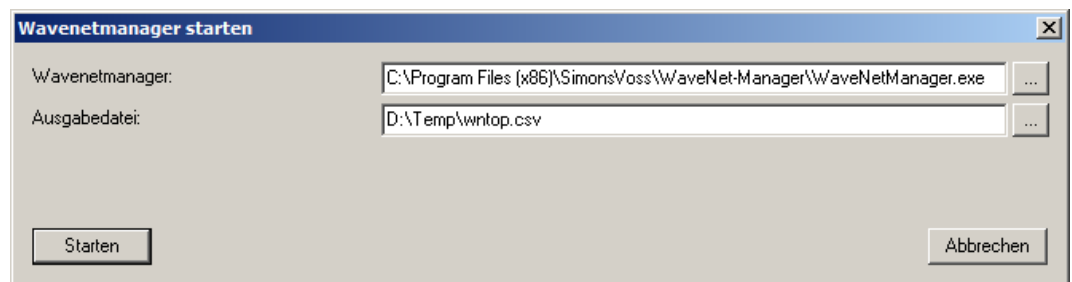 Wavenetmanager starten
Wavenetmanager: C:\Program Files (x86)\SimonsVoss\WaveNet-Manager\WaveNetManager.exe ...
Ausgabedatei: D:\Temp\wntop.csv ...
Starten Abbrechen